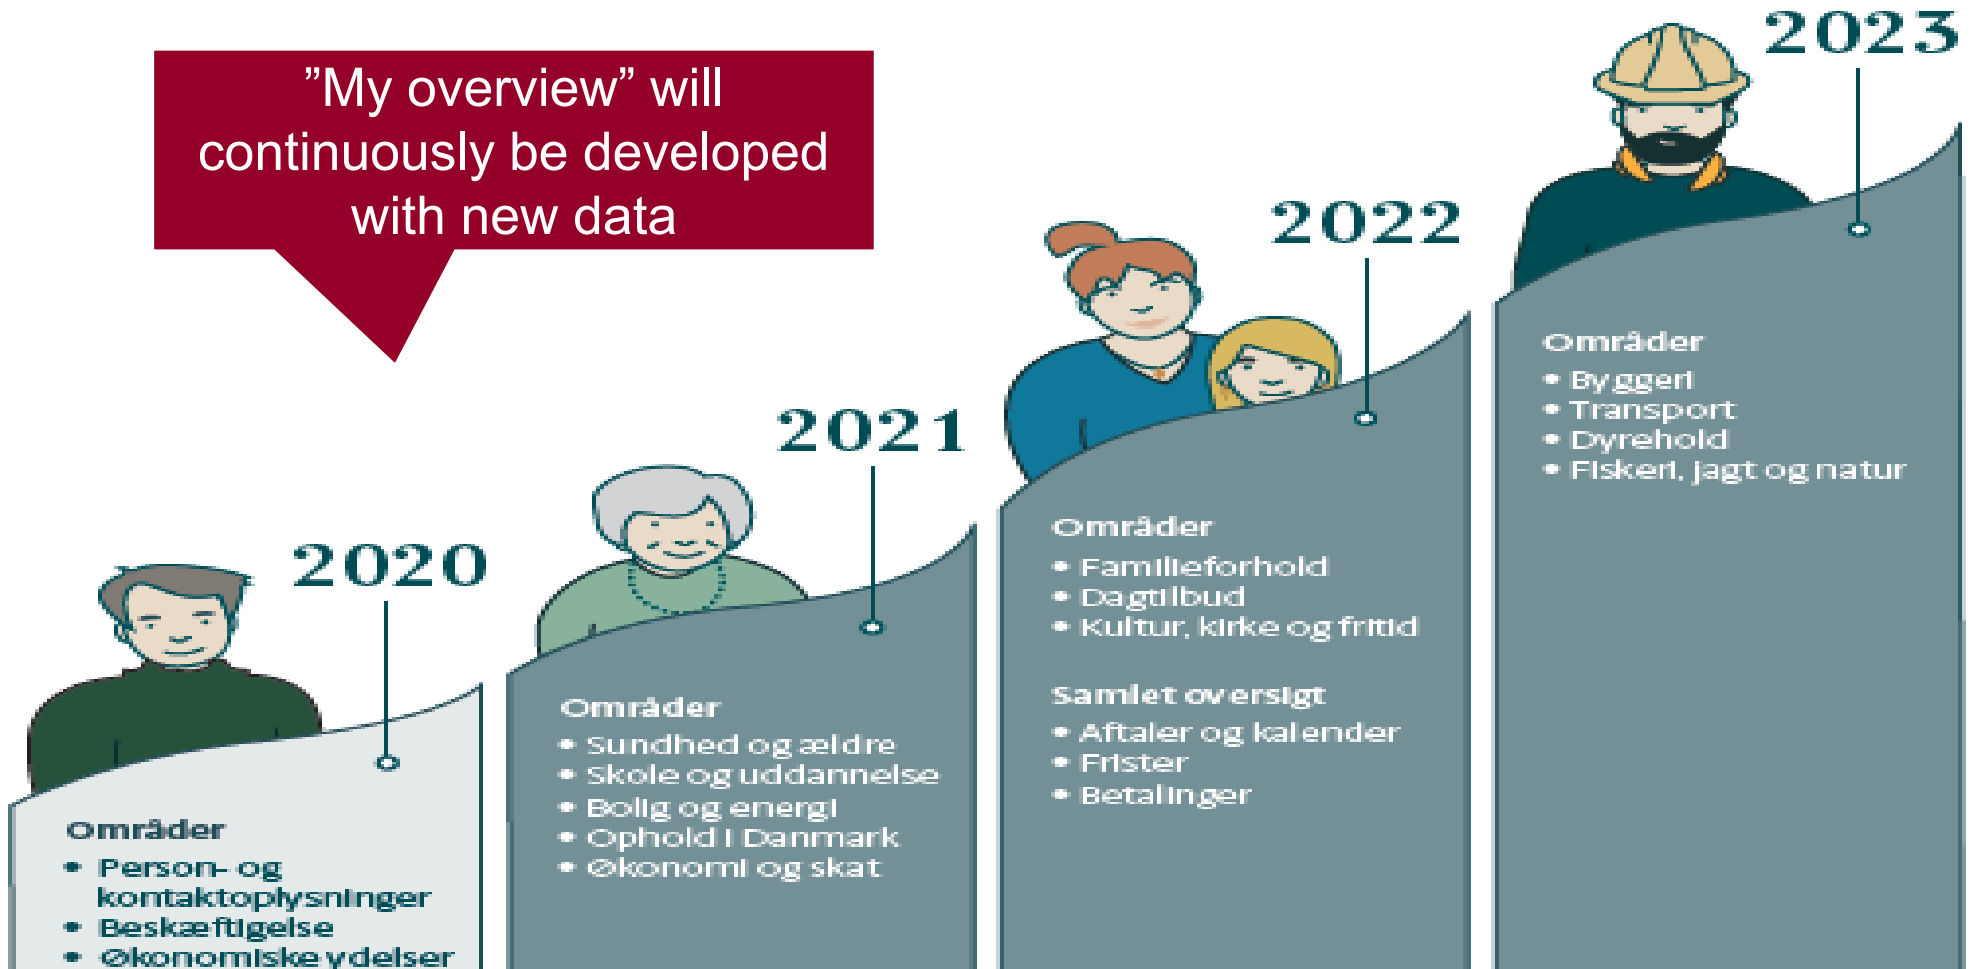 ”My overview” will
continuously be developed
with new data
2020
Områder
• Person- og
kontaktoplysninger
• Beskæftigelse
• Økonomiske ydelser
2021
Områder
• Sundhed og ældre
• Skole og uddannelse
• Bolig og energi
• Ophold i Danmark
• Økonomi og skat
2022
Områder
• Familieforhold
• Dagtilbud
• Kultur, kirke og fritid
Samlet oversigt
• Aftaler og kalender
• Frister
• Betalinger
2023
Områder
• Byggeri
• Transport
• Dyrehold
• Fiskeri, jagt og natur